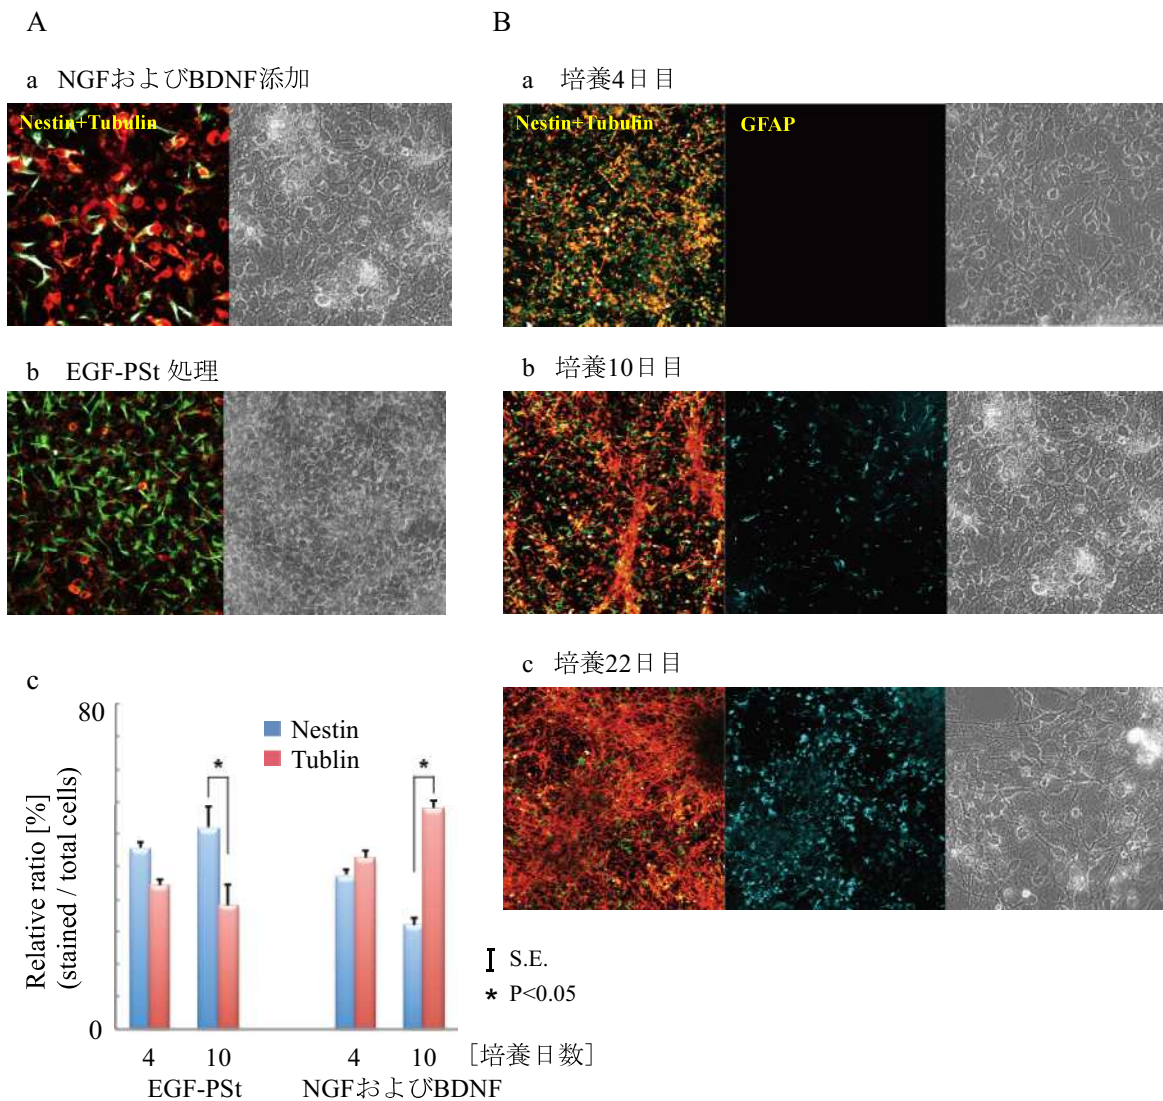 A
B
a NGFおよびBDNF添加
Nestin+Tubulin
b EGF-PSt 処理
c
80
Nestin
Tublin
*
*
Relative ratio [%]
(stained / total cells)
0
4
10
4
10
[培養日数]
EGF-PSt
NGFおよびBDNF
a 培養4日目
Nestin+Tubulin
GFAP
b 培養10日目
c 培養22日目
S.E.
* P<0.05